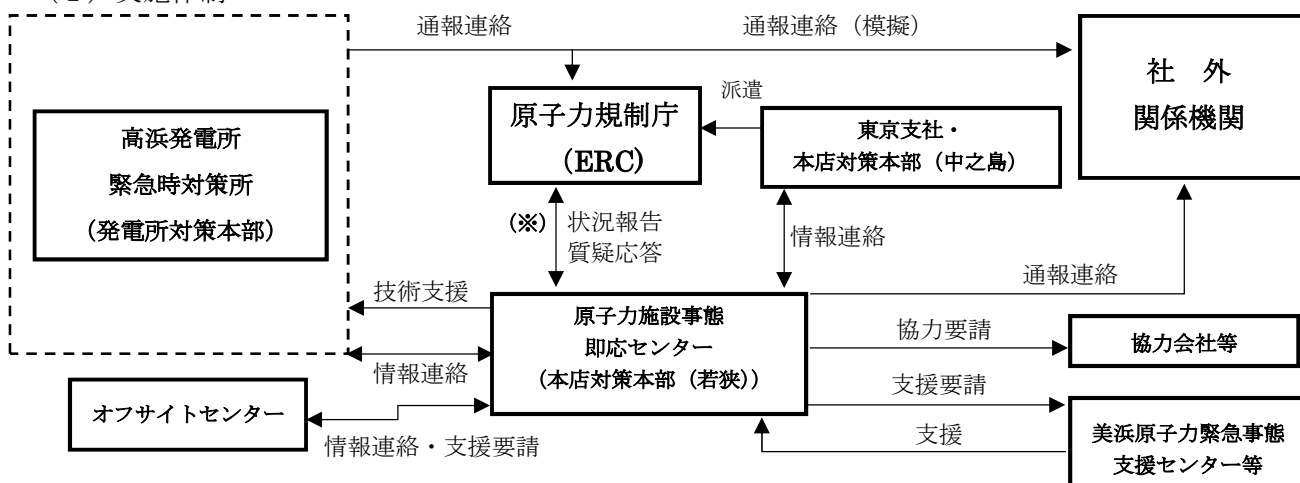 通報連絡
通報連絡（模擬）
社　外
関係機関
原子力規制庁
(ERC)
派遣
東京支社・
本店対策本部（中之島）
高浜発電所
緊急時対策所
（発電所対策本部）
(※)
状況報告
質疑応答
情報連絡
通報連絡
技術支援
原子力施設事態
即応センター
（本店対策本部（若狭））
協力要請
協力会社等
情報連絡
支援要請
オフサイトセンター
情報連絡・支援要請
支援
美浜原子力緊急事態
支援センター等